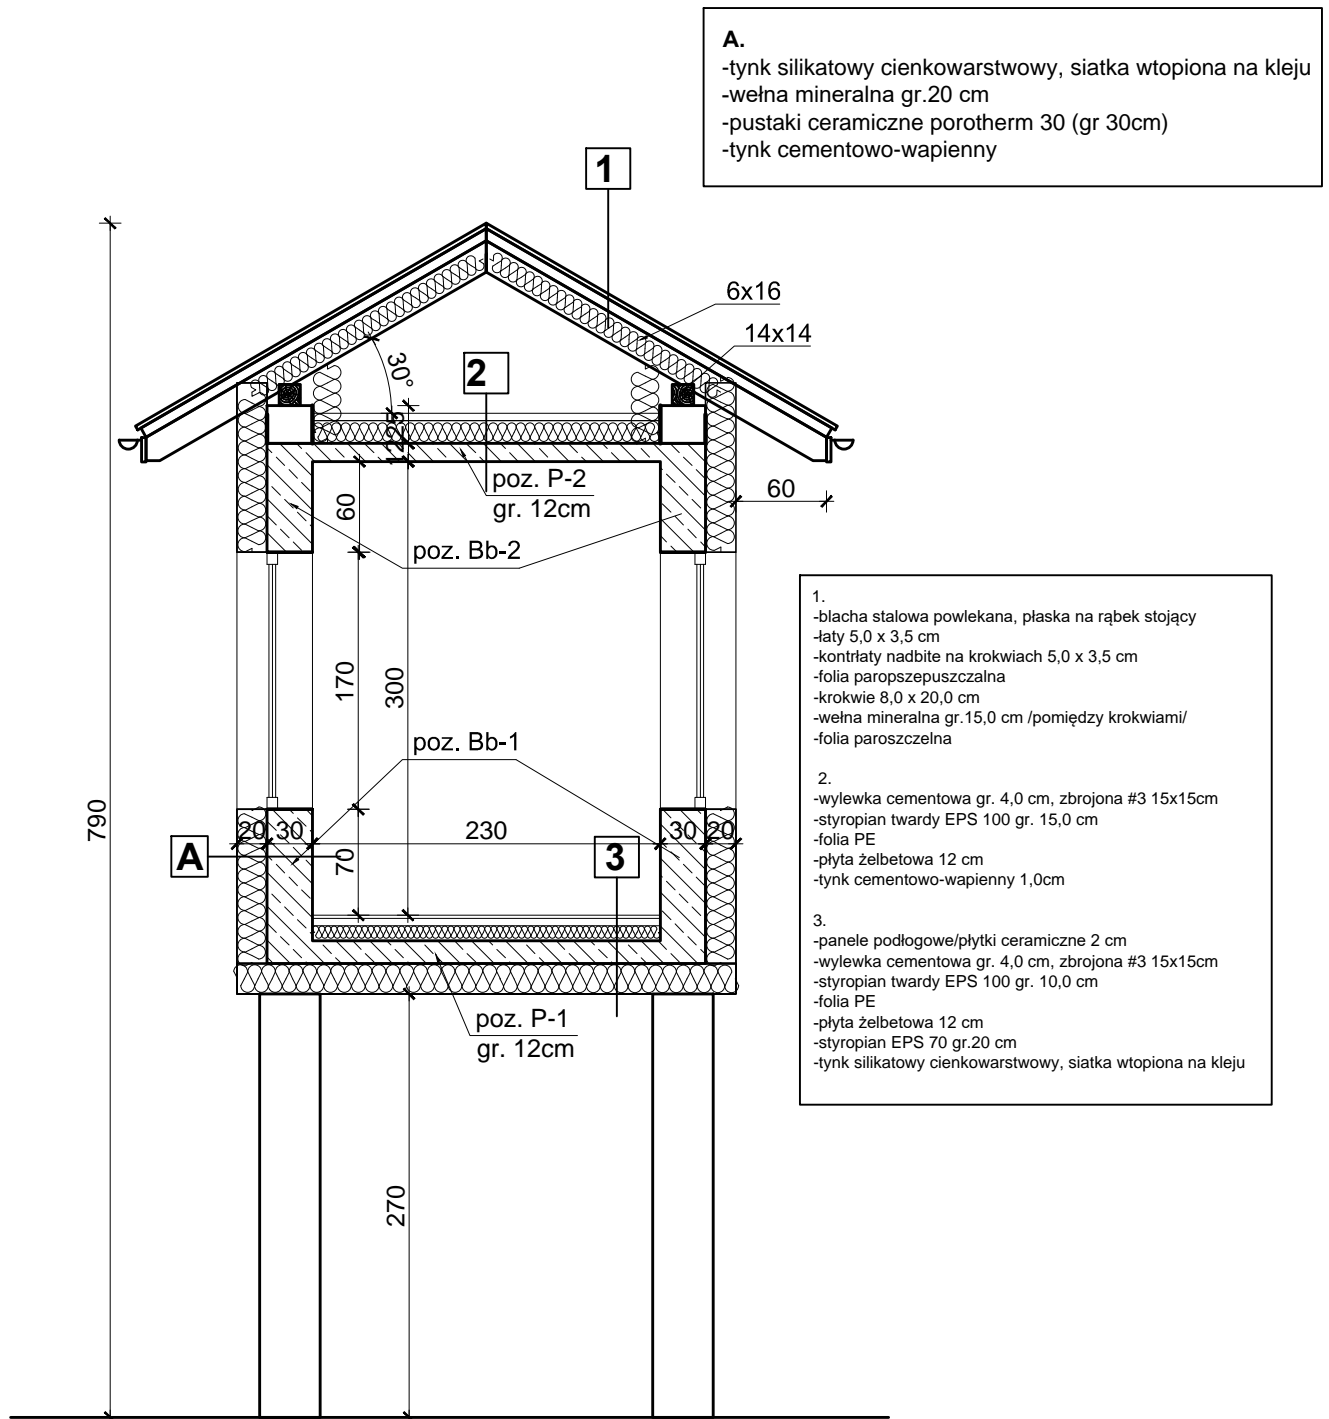 A.
-tynk silikatowy cienkowarstwowy, siatka wtopiona na kleju
-wełna mineralna gr.20 cm
-pustaki ceramiczne porotherm 30 (gr 30cm)
-tynk cementowo-wapienny
1
6x16
14x14
30°
2
12
25
poz. P-2
gr. 12cm
60
60
poz. Bb-2
170
300
poz. Bb-1
790
20
30
230
30
20
A
70
3
poz. P-1
gr. 12cm
270
1.
-blacha stalowa powlekana, płaska na rąbek stojący
-łaty 5,0 x 3,5 cm
-kontrłaty nadbite na krokwiach 5,0 x 3,5 cm
-folia paropszepuszczalna
-krokwie 8,0 x 20,0 cm
-wełna mineralna gr.15,0 cm /pomiędzy krokwiami/
-folia paroszczelna
2.
-wylewka cementowa gr. 4,0 cm, zbrojona #3 15x15cm
-styropian twardy EPS 100 gr. 15,0 cm
-folia PE
-płyta żelbetowa 12 cm
-tynk cementowo-wapienny 1,0cm
3.
-panele podłogowe/płytki ceramiczne 2 cm
-wylewka cementowa gr. 4,0 cm, zbrojona #3 15x15cm
-styropian twardy EPS 100 gr. 10,0 cm
-folia PE
-płyta żelbetowa 12 cm
-styropian EPS 70 gr.20 cm
-tynk silikatowy cienkowarstwowy, siatka wtopiona na kleju